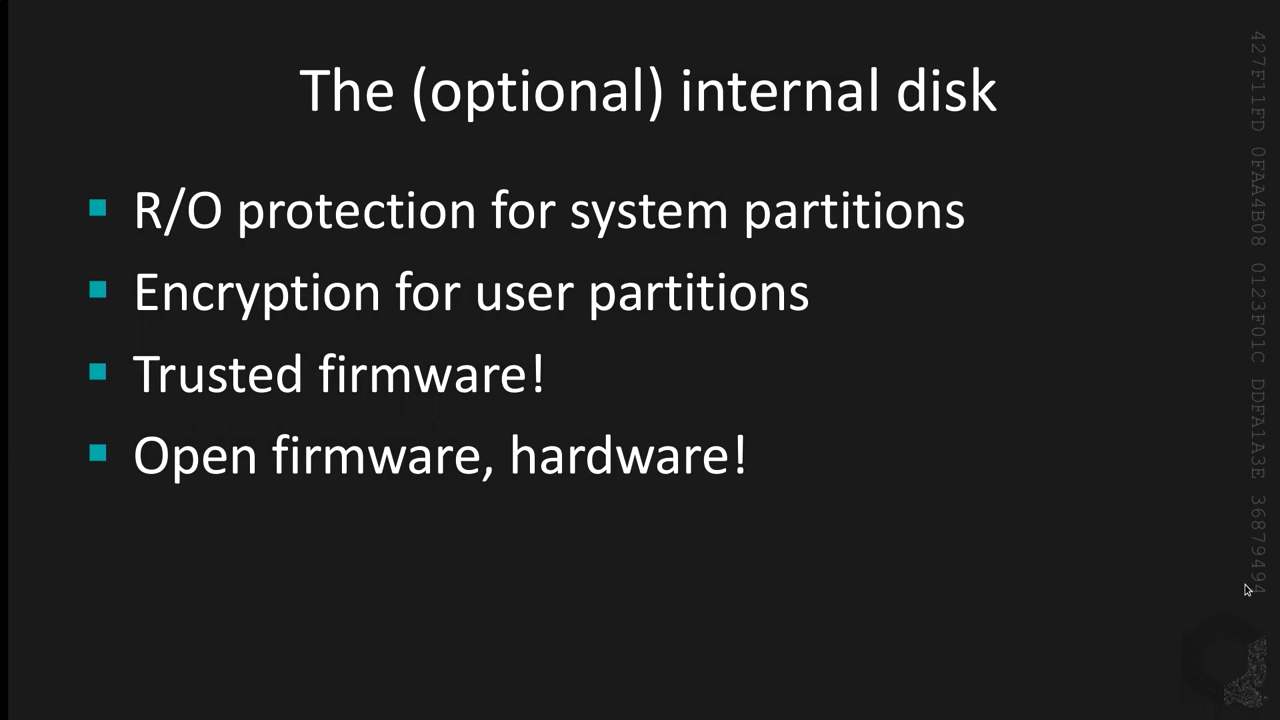 The (optional) internal disk
R/O protection for system partitions
Encryption for user partitions
Trusted firmware!
Open firmware, hardware!
427F11FD 0FAA4B08 0123F01C DDFA1A3E 36879494